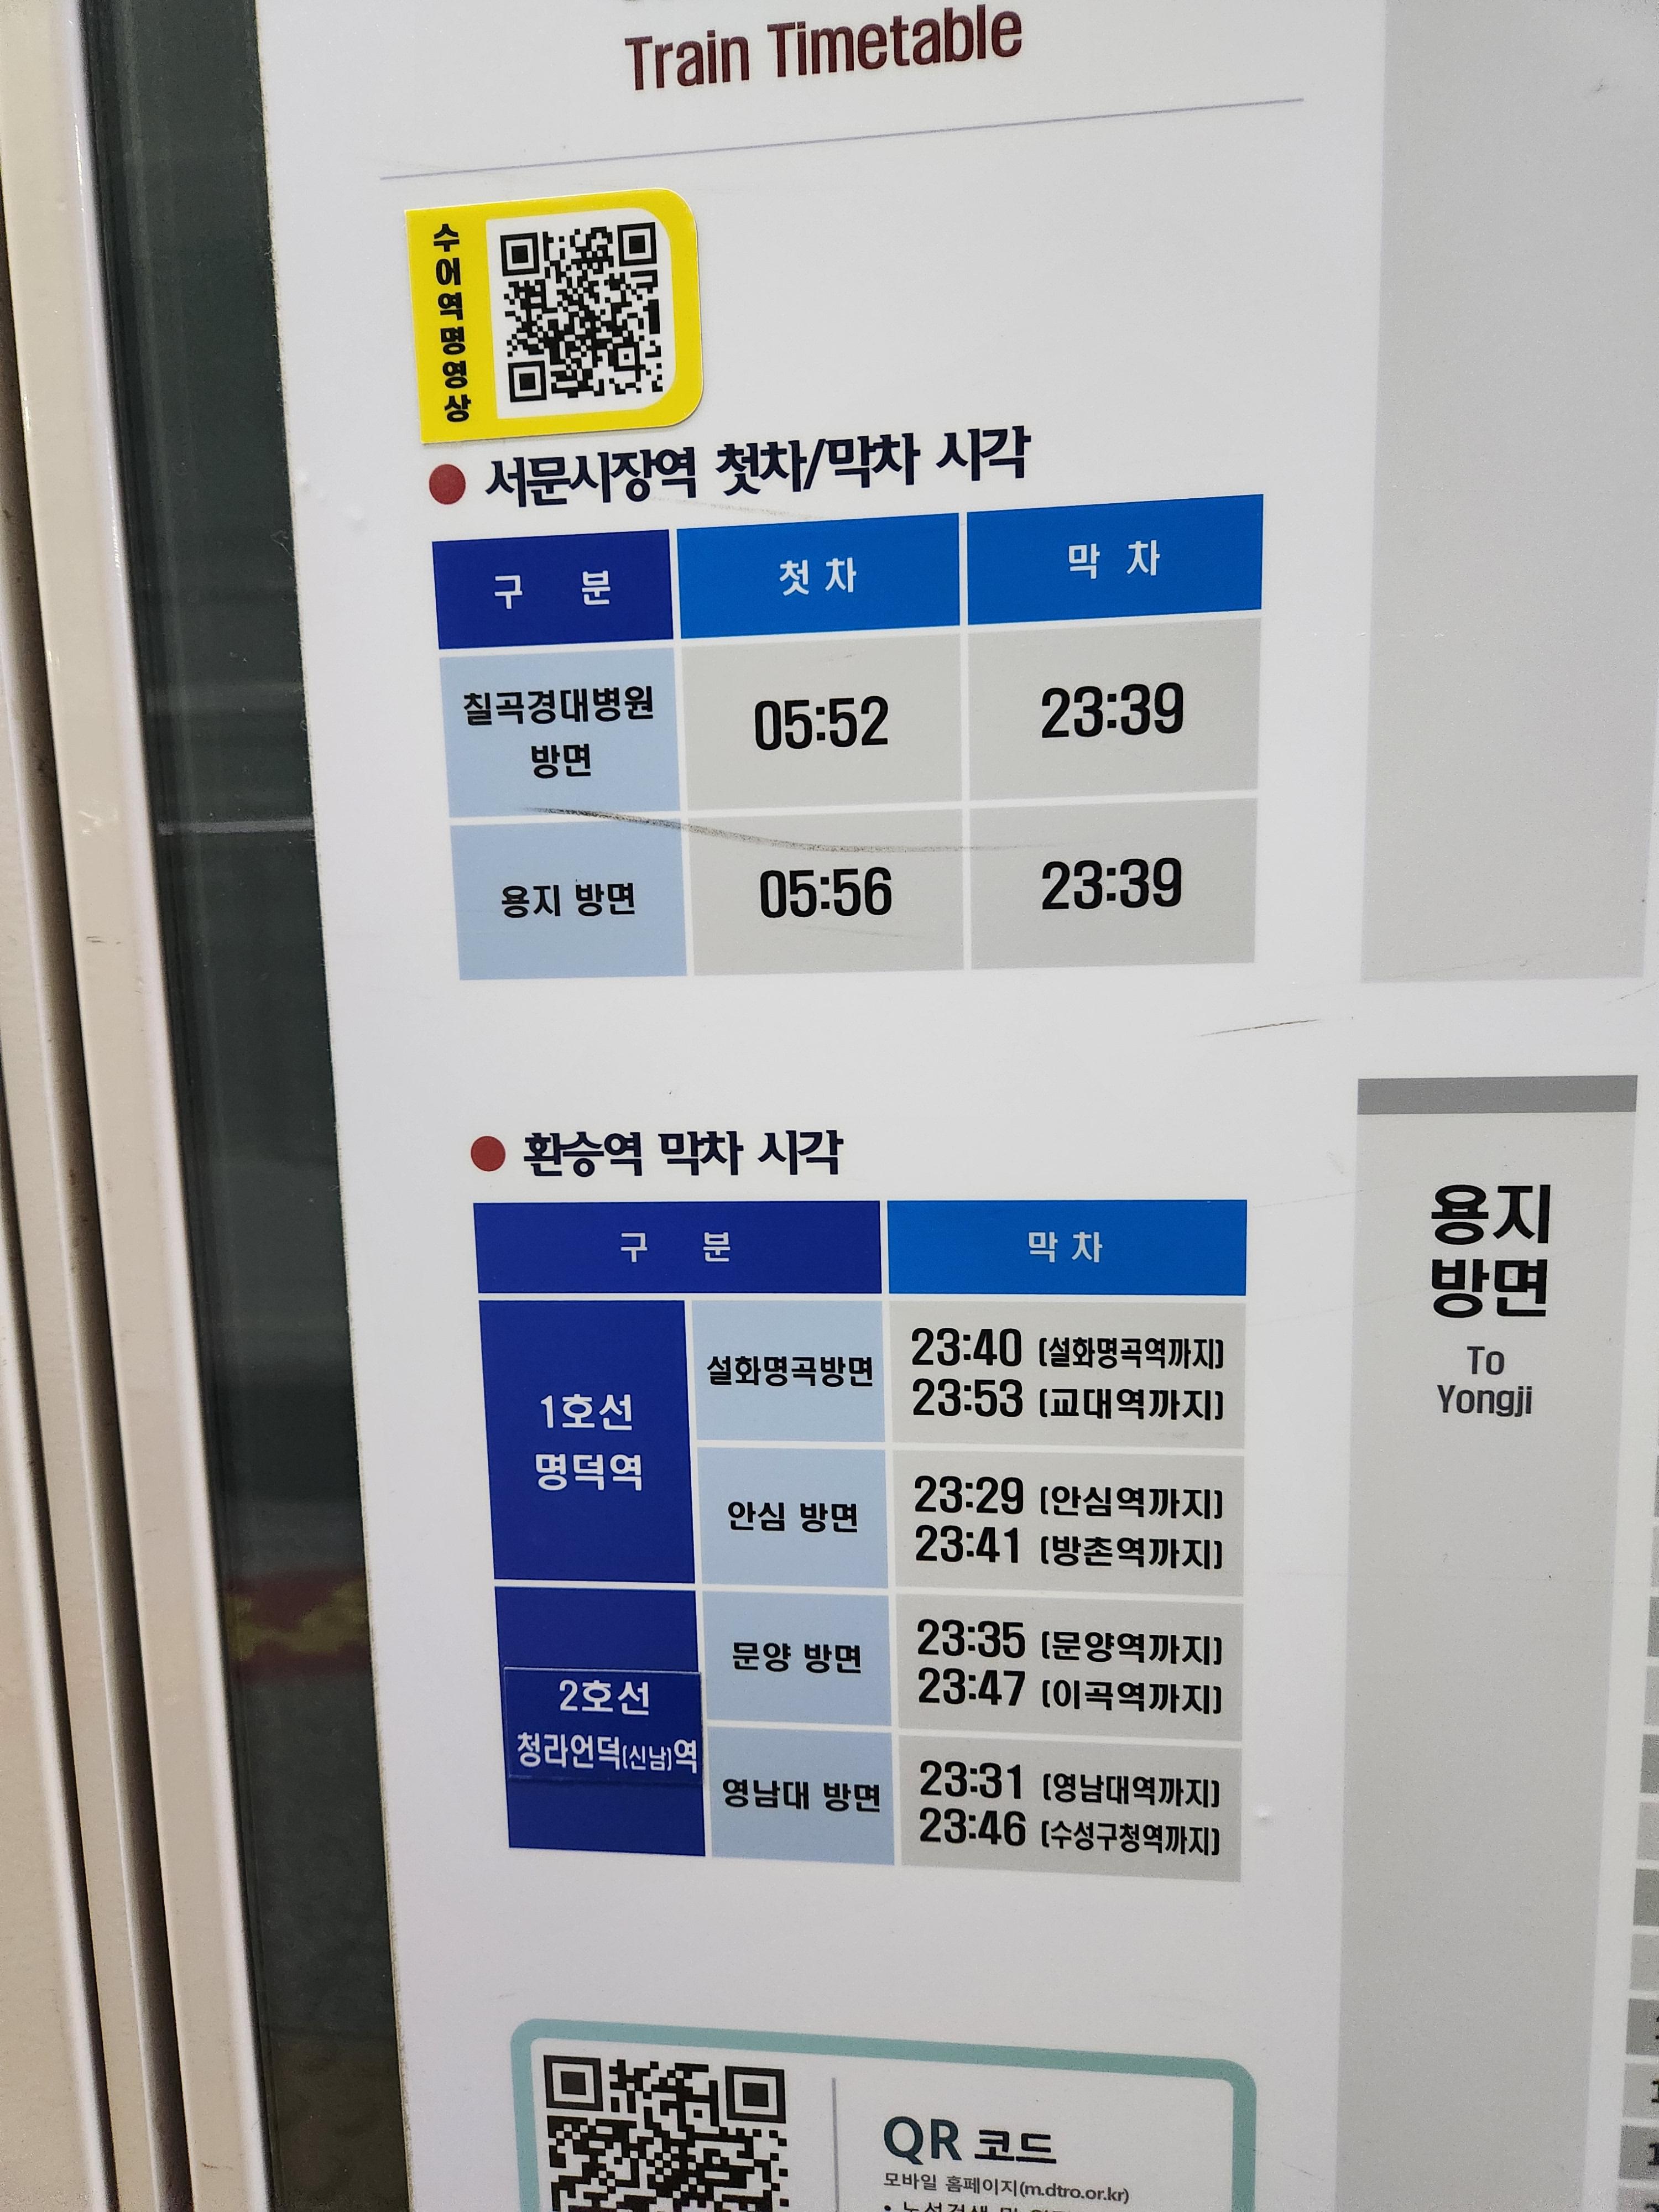 Train Timetable
수어역명영상
서문시장역 첫차/막차 시각
구 분 첫차 막 차
칠곡경대병원
방면
05:52 23:39
용지 방면 05:56 23:39
환승역 막차 시각
구 분 막차
1호선
명덕역
설화명곡방면
23:40 (설화명곡역까지)
23:53 (교대역까지)
안심 방면
23:29 (안심역까지)
23:41 (방촌역까지)
2호선
청라언덕(신남)역
문양 방면
23:35 (문양역까지)
23:47 (이곡역까지)
영남대 방면
23:31 (영남대역까지)
23:46 (수성구청역까지)
용지
방면
To
Yongji
QR 코드
모바일 홈페이지(m.dtro.or.kr)